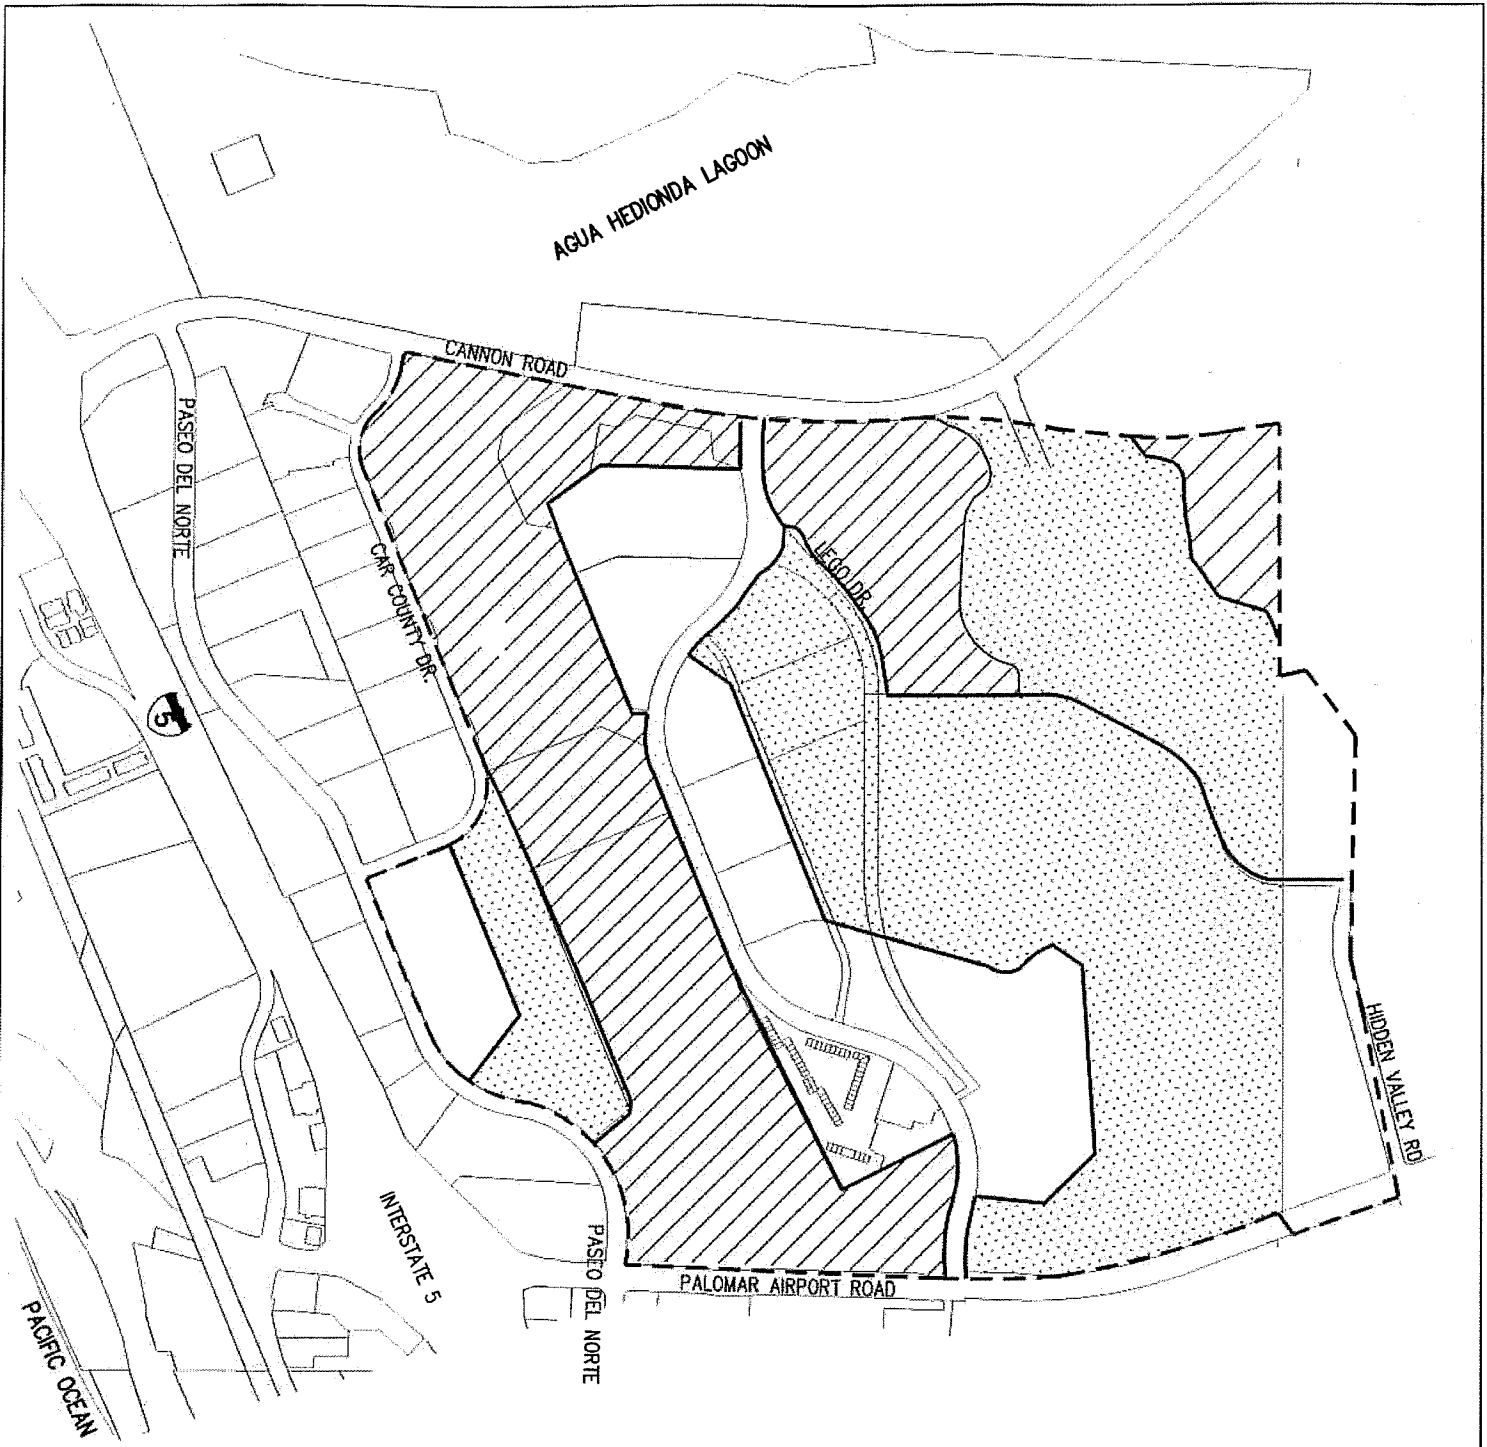 AGUA HEDIONDA LAGOON
CANNON ROAD
PASEO DEL NORTE
LEGO DR.
CAR COUNTY DR.
5
HIDDEN VALLEY RD
INTERSTATE 5
PASEO DEL NORTE
PALOMAR AIRPORT ROAD
PACIFIC OCEAN